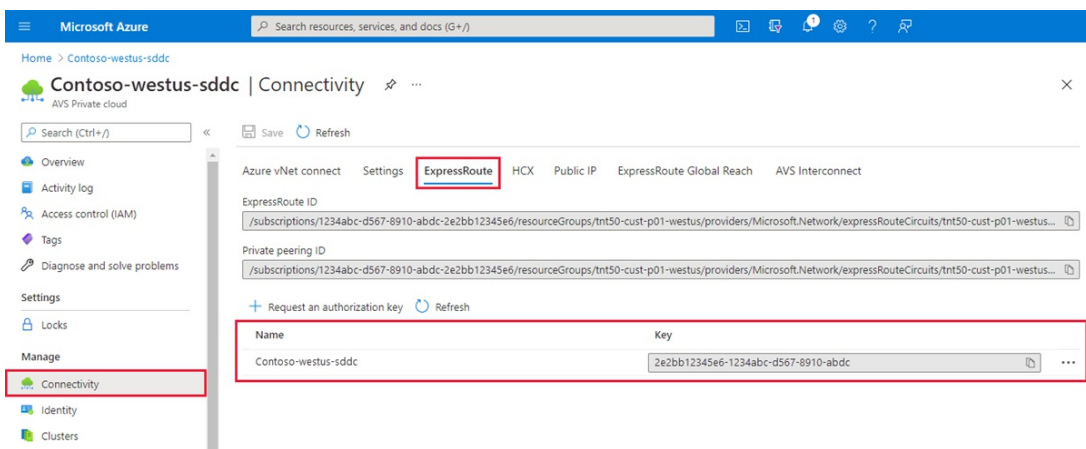 Microsoft Azure
Search resources, services, and docs (G+/)
1
Home > Contoso-westus-sddc
Contoso-westus-sddc | Connectivity
AVS Private cloud
Search (Ctrl+/)
Overview
Activity log
Access control (IAM)
Tags
Diagnose and solve problems
Settings
Locks
Manage
Connectivity
Identity
Clusters
Save Refresh
Azure vNet connect Settings ExpressRoute HCX Public IP ExpressRoute Global Reach AVS Interconnect
ExpressRoute ID
/subscriptions/1234abc-d567-8910-abdc-2e2bb12345e6/resourceGroups/tnt50-cust-p01-westus/providers/Microsoft.Network/expressRouteCircuits/tnt50-cust-p01-westus...
Private peering ID
/subscriptions/1234abc-d567-8910-abdc-2e2bb12345e6/resourceGroups/tnt50-cust-p01-westus/providers/Microsoft.Network/expressRouteCircuits/tnt50-cust-p01-westus...
+ Request an authorization key Refresh
Name Key
Contoso-westus-sddc 2e2bb12345e6-1234abc-d567-8910-abdc